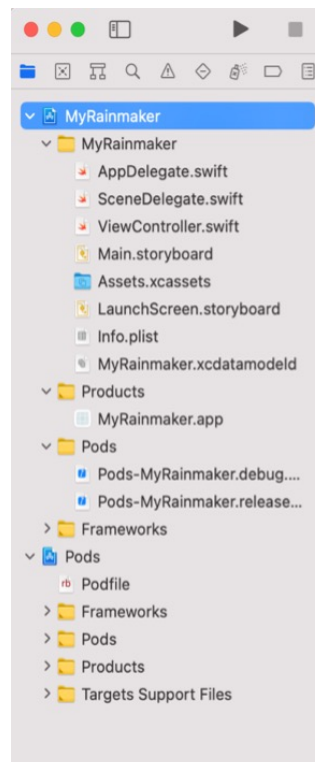 MyRainmaker
MyRainmaker
AppDelegate.swift
SceneDelegate.swift
ViewController.swift
Main.storyboard
Assets.xcassets
LaunchScreen.storyboard
Info.plist
MyRainmaker.xcdatamodeld
Products
MyRainmaker.app
Pods
Pods-MyRainmaker.debug....
Pods-MyRainmaker.release...
Frameworks
Pods
rb Podfile
Frameworks
Pods
Products
Targets Support Files